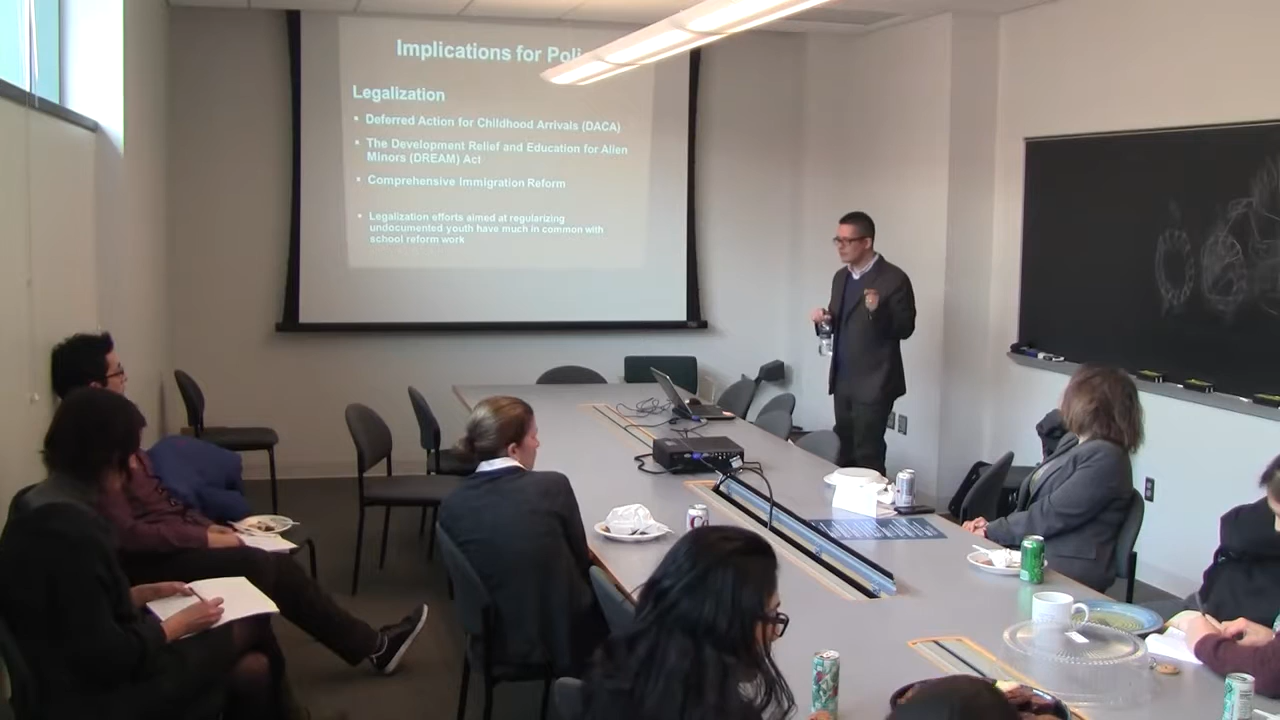 Implications for Poli
Legalization
▪ Deferred Action for Childhood Arrivals (DACA)
▪ The Development Relief and Education for Alien
Minors (DREAM) Act
▪ Comprehensive Immigration Reform
▪ Legalization efforts aimed at regularizing
undocumented youth have much in common with
school reform work